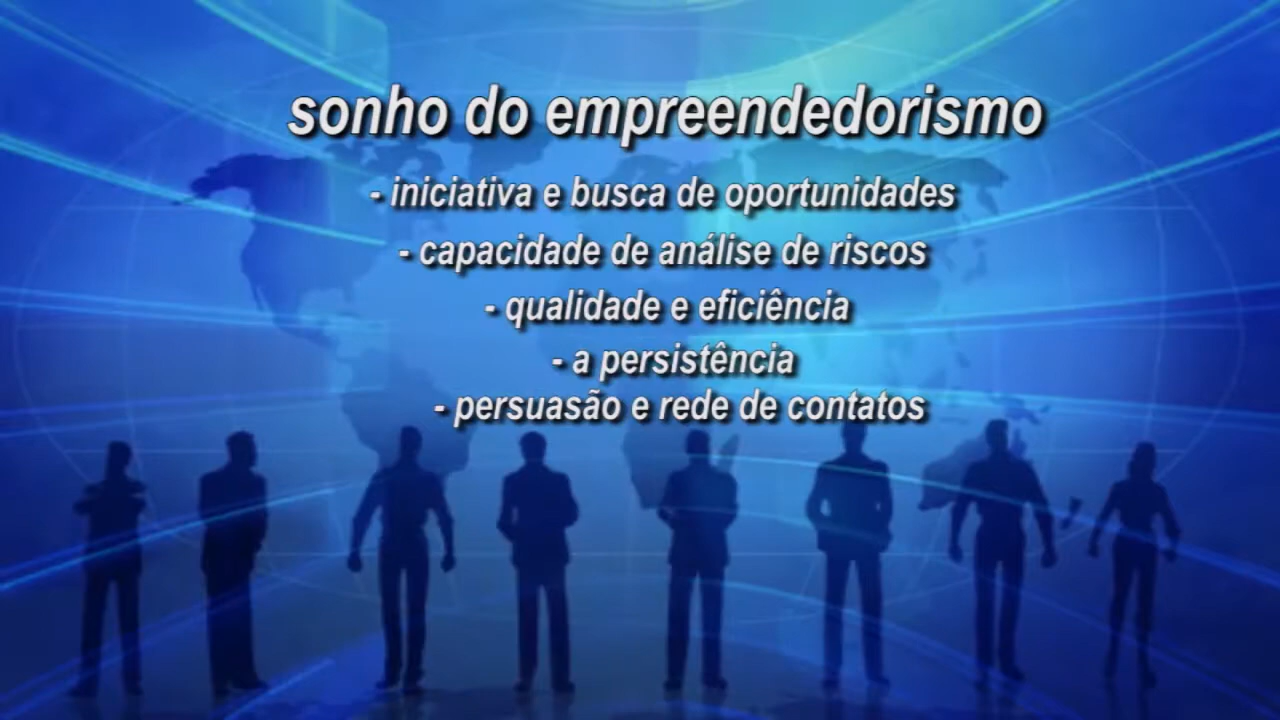 sonho do empreendedorismo
- iniciativa e busca de oportunidades
- capacidade de análise de riscos
- qualidade e eficiência
- a persistência
- persuasão e rede de contatos